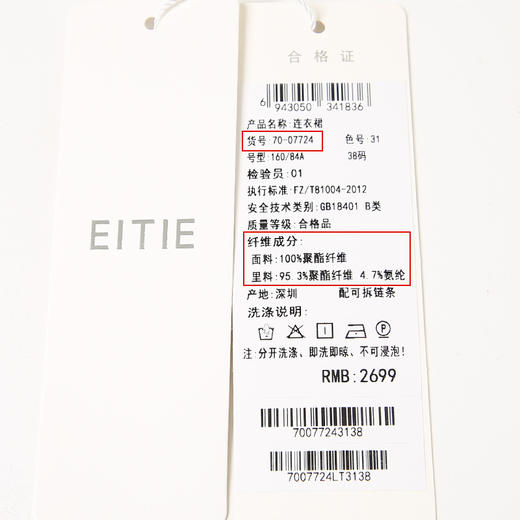 EITIE
合格证
6 943050 341836
产品名称:连衣裙
货号:70-07724 色号:31
号型:160/84A 38码
检验员:01
执行标准:FZ/T81004-2012
安全技术类别:GB18401 B类
质量等级:合格品
纤维成分:
面料:100%聚酯纤维
里料:95.3%聚酯纤维 4.7%氨纶
产地:深圳 配可拆链条
洗涤说明:
P
注:分开洗涤、即洗即晾、不可浸泡!
RMB:2699
70077243138
7007724LT3138